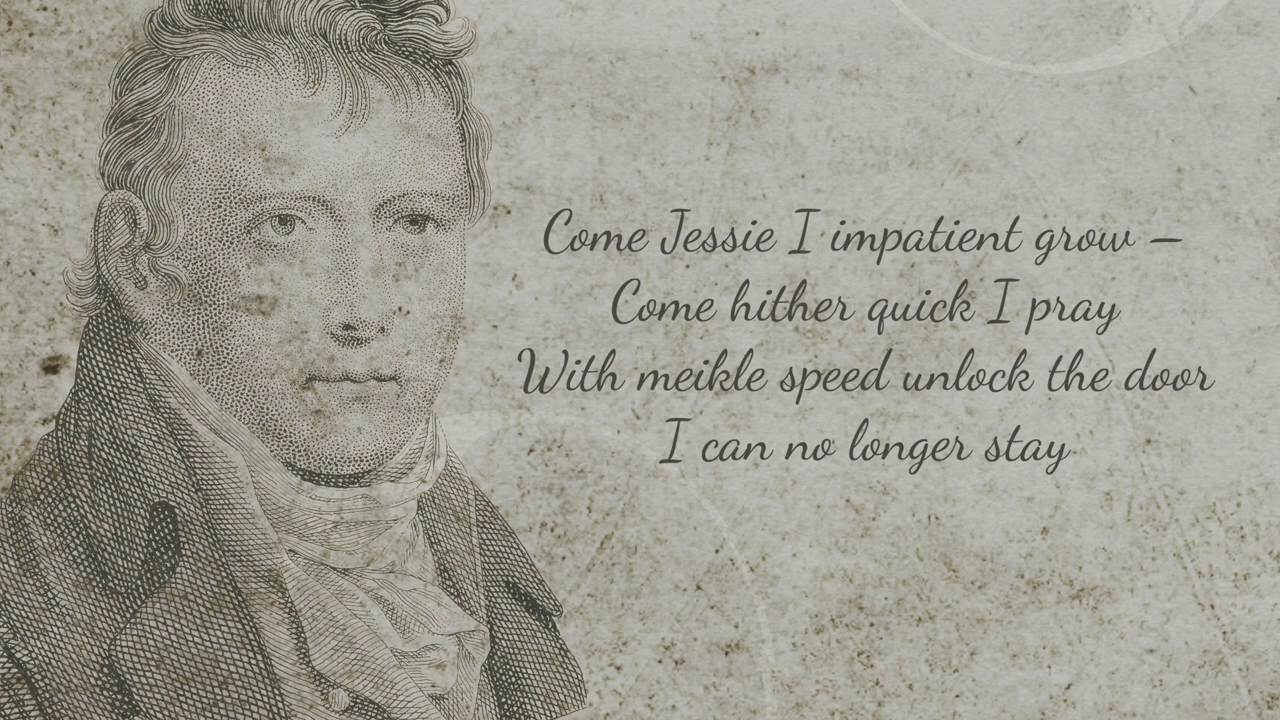 Come Jessie I impatient grow –
Come hither quick I pray
With meikle speed unlock the door
I can no longer stay